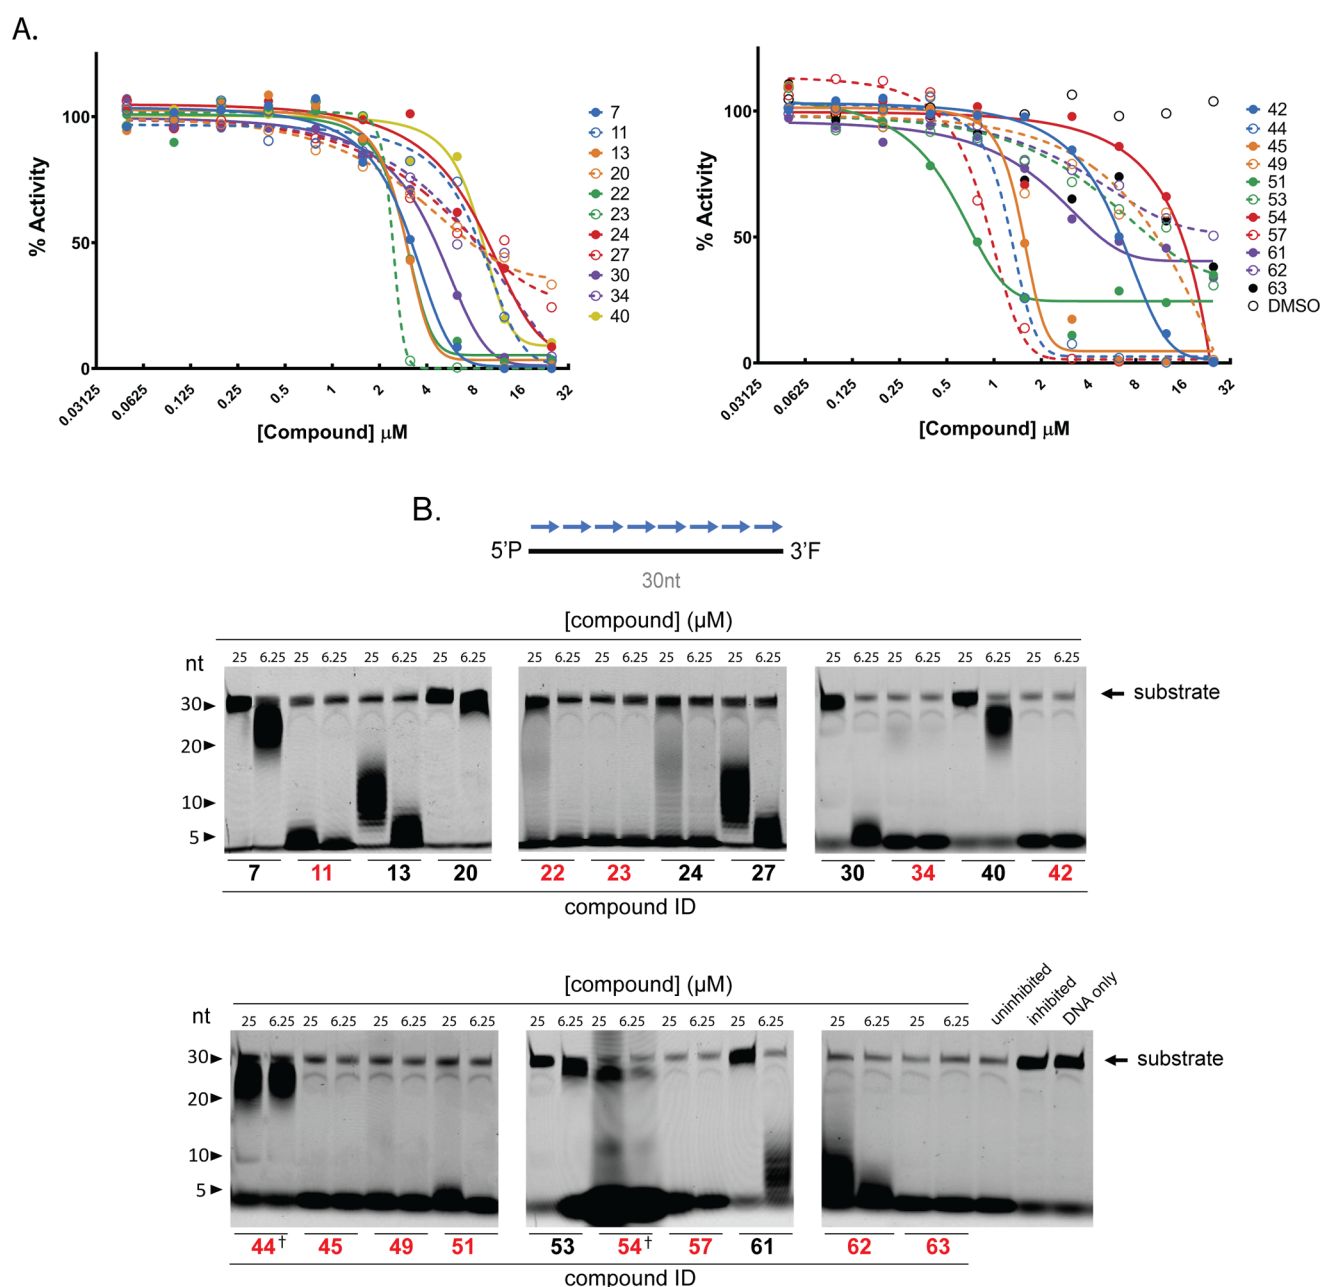 A.
% Activity
100
50
0
0.03125
0.0625
0.125
0.25
0.5
1
2
4
8
16
32
[Compound] µM
7
11
13
20
22
23
24
27
30
34
40
% Activity
100
50
0
0.03125
0.0625
0.125
0.25
0.5
1
2
4
8
16
32
[Compound] µM
42
44
45
49
51
53
54
57
61
62
63
DMSO
B.
5'P 3'F
30nt
[compound] (µM)
nt 25 6.25 25 6.25 25 6.25 25 6.25 25 6.25 25 6.25 25 6.25 25 6.25 25 6.25 25 6.25 25 6.25 25 6.25
30 substrate
20
10
5
7 11 13 20 22 23 24 27 30 34 40 42
compound ID
[compound] (µM) uninhibited inhibited DNA only
nt 25 6.25 25 6.25 25 6.25 25 6.25 25 6.25 25 6.25 25 6.25 25 6.25 25 6.25 25 6.25
30 substrate
20
10
5
44† 45 49 51 53 54† 57 61 62 63
compound ID